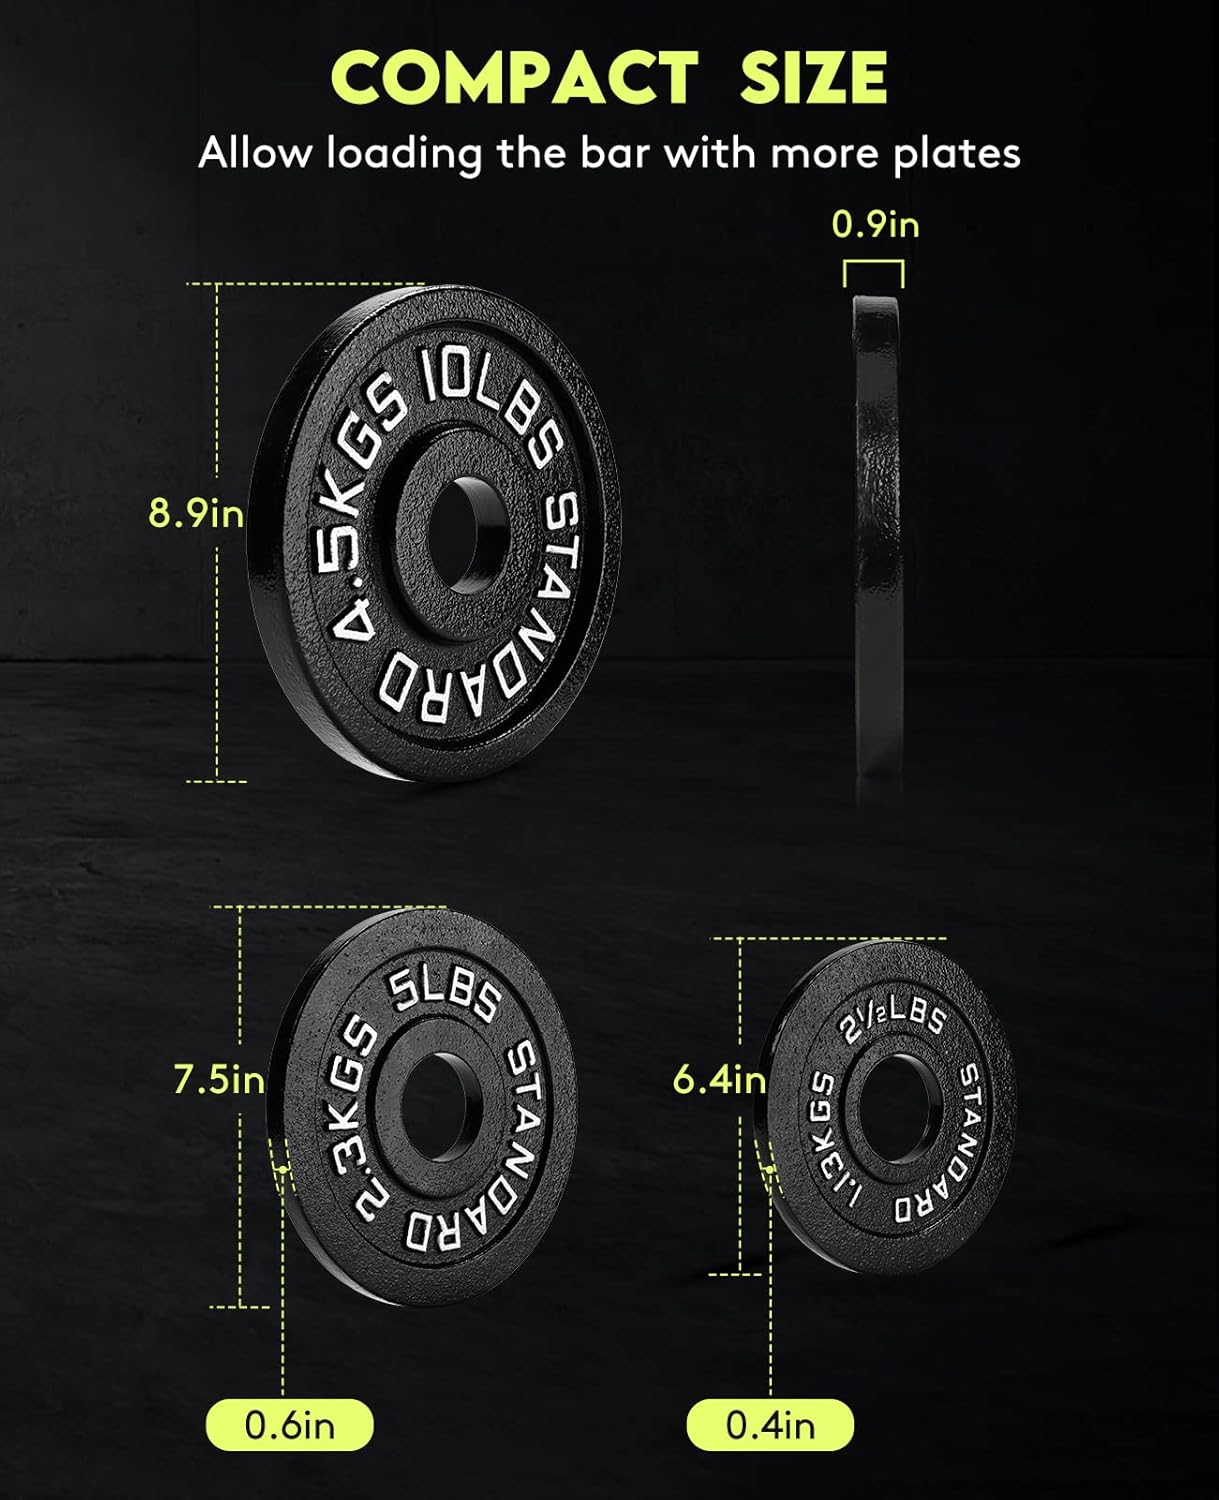 COMPACT SIZE
Allow loading the bar with more plates
0.9in
8.9in
4.5KGS 10LBS STANDARD
7.5in
2.3KGS 5LBS STANDARD
0.6in
6.4in
1.13KGS 2½LBS STANDARD
0.4in